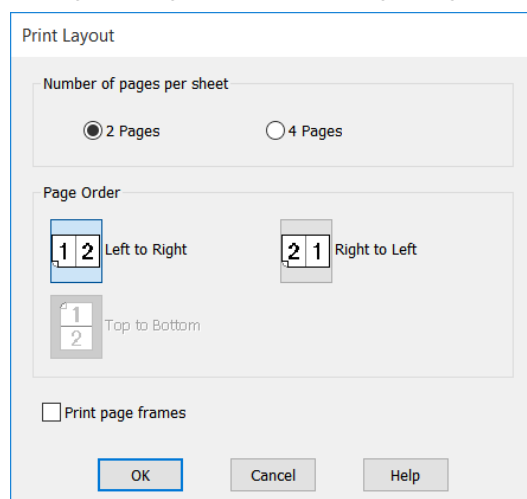 Print Layout
Number of pages per sheet
2 Pages 4 Pages
Page Order
1 2 Left to Right 2 1 Right to Left
1
2 Top to Bottom
Print page frames
OK Cancel Help